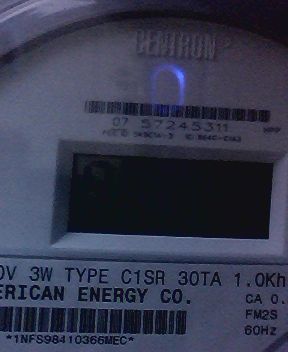 CENTRON
07 57245311
0V 3W TYPE C1SR 30TA 1.0Kh
ERICAN ENERGY CO.
CA 0.
FM2S
60Hz
*1NFS98410366MEC*